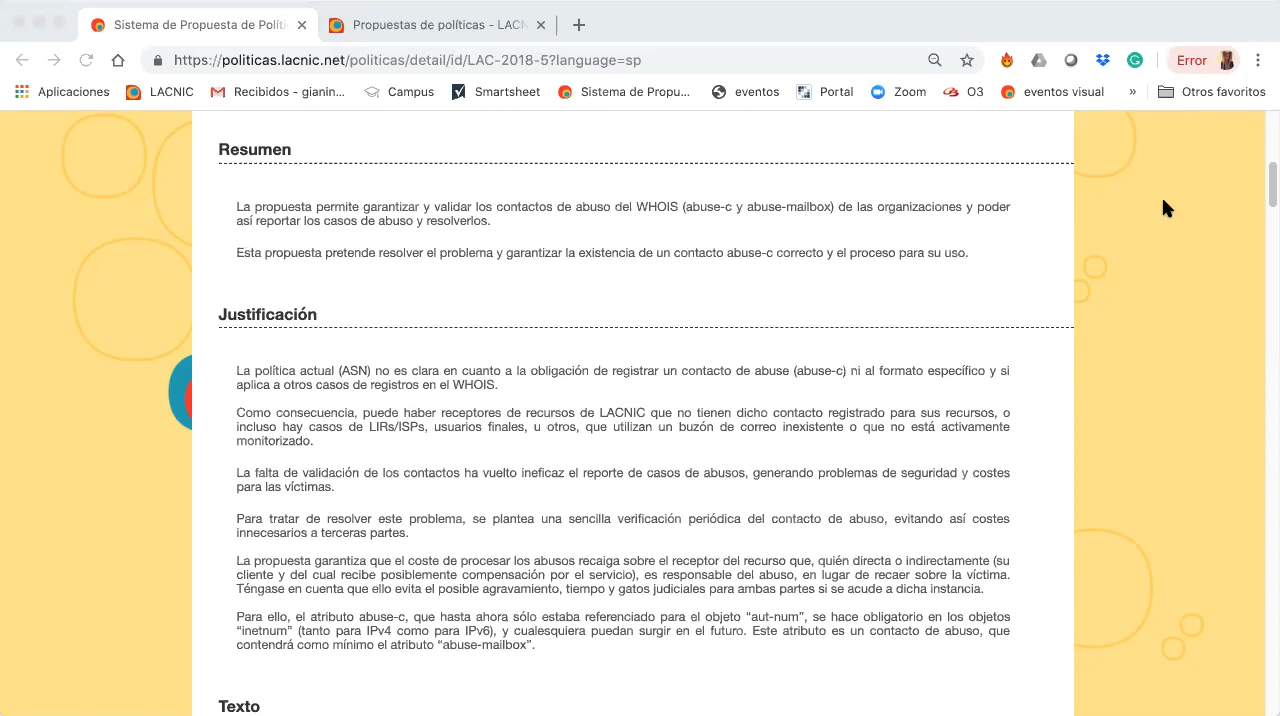 Sistema de Propuesta de Políti
Propuestas de políticas - LACN
https://politicas.lacnic.net/politicas/detail/id/LAC-2018-5?language=sp
Error
Aplicaciones
LACNIC
Recibidos - gianin...
Campus
Smartsheet
Sistema de Propu...
eventos
Portal
Zoom
O3
eventos visual
»
Otros favoritos
Resumen
La propuesta permite garantizar y validar los contactos de abuso del WHOIS (abuse-c y abuse-mailbox) de las organizaciones y poder
así reportar los casos de abuso y resolverlos.
Esta propuesta pretende resolver el problema y garantizar la existencia de un contacto abuse-c correcto y el proceso para su uso.
Justificación
La política actual (ASN) no es clara en cuanto a la obligación de registrar un contacto de abuse (abuse-c) ni al formato específico y si
aplica a otros casos de registros en el WHOIS.
Como consecuencia, puede haber receptores de recursos de LACNIC que no tienen dicho contacto registrado para sus recursos, o
incluso hay casos de LIRs/ISPs, usuarios finales, u otros, que utilizan un buzón de correo inexistente o que no está activamente
monitorizado.
La falta de validación de los contactos ha vuelto ineficaz el reporte de casos de abusos, generando problemas de seguridad y costes
para las víctimas.
Para tratar de resolver este problema, se plantea una sencilla verificación periódica del contacto de abuso, evitando así costes
innecesarios a terceras partes.
La propuesta garantiza que el coste de procesar los abusos recaiga sobre el receptor del recurso que, quién directa o indirectamente (su
cliente y del cual recibe posiblemente compensación por el servicio), es responsable del abuso, en lugar de recaer sobre la víctima.
Téngase en cuenta que ello evita el posible agravamiento, tiempo y gatos judiciales para ambas partes si se acude a dicha instancia.
Para ello, el atributo abuse-c, que hasta ahora sólo estaba referenciado para el objeto “aut-num”, se hace obligatorio en los objetos
“inetnum” (tanto para IPv4 como para IPv6), y cualesquiera puedan surgir en el futuro. Este atributo es un contacto de abuso, que
contendrá como mínimo el atributo “abuse-mailbox”.
Texto